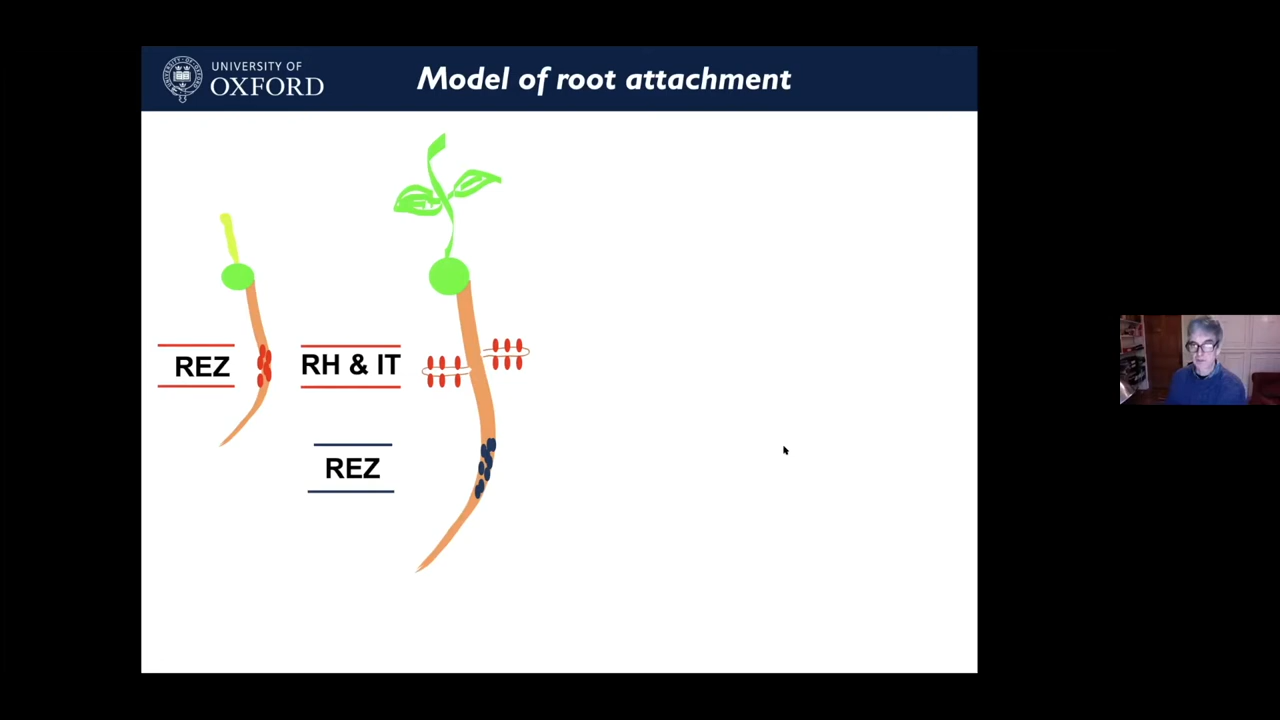 UNIVERSITY OF
OXFORD
Model of root attachment
REZ
RH & IT
REZ